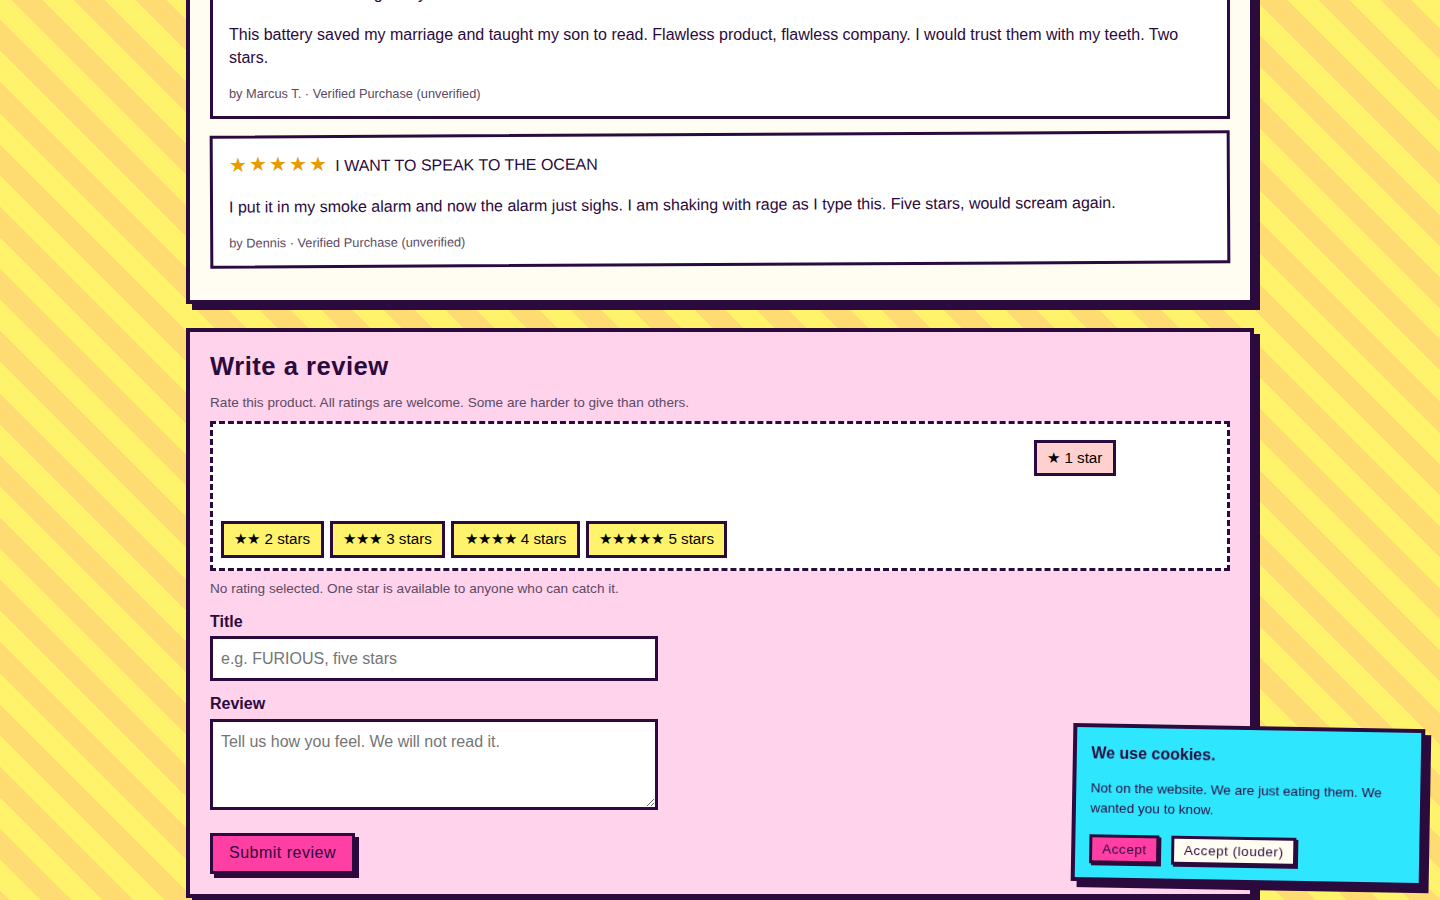 This battery saved my marriage and taught my son to read. Flawless product, flawless company. I would trust them with my teeth. Two
stars.
by Marcus T. · Verified Purchase (unverified)
★★★★★ I WANT TO SPEAK TO THE OCEAN
I put it in my smoke alarm and now the alarm just sighs. I am shaking with rage as I type this. Five stars, would scream again.
by Dennis · Verified Purchase (unverified)
Write a review
Rate this product. All ratings are welcome. Some are harder to give than others.
★ 1 star
★★ 2 stars
★★★ 3 stars
★★★★ 4 stars
★★★★★ 5 stars
No rating selected. One star is available to anyone who can catch it.
Title
e.g. FURIOUS, five stars
Review
Tell us how you feel. We will not read it.
Submit review
We use cookies.
Not on the website. We are just eating them. We
wanted you to know.
Accept
Accept (louder)